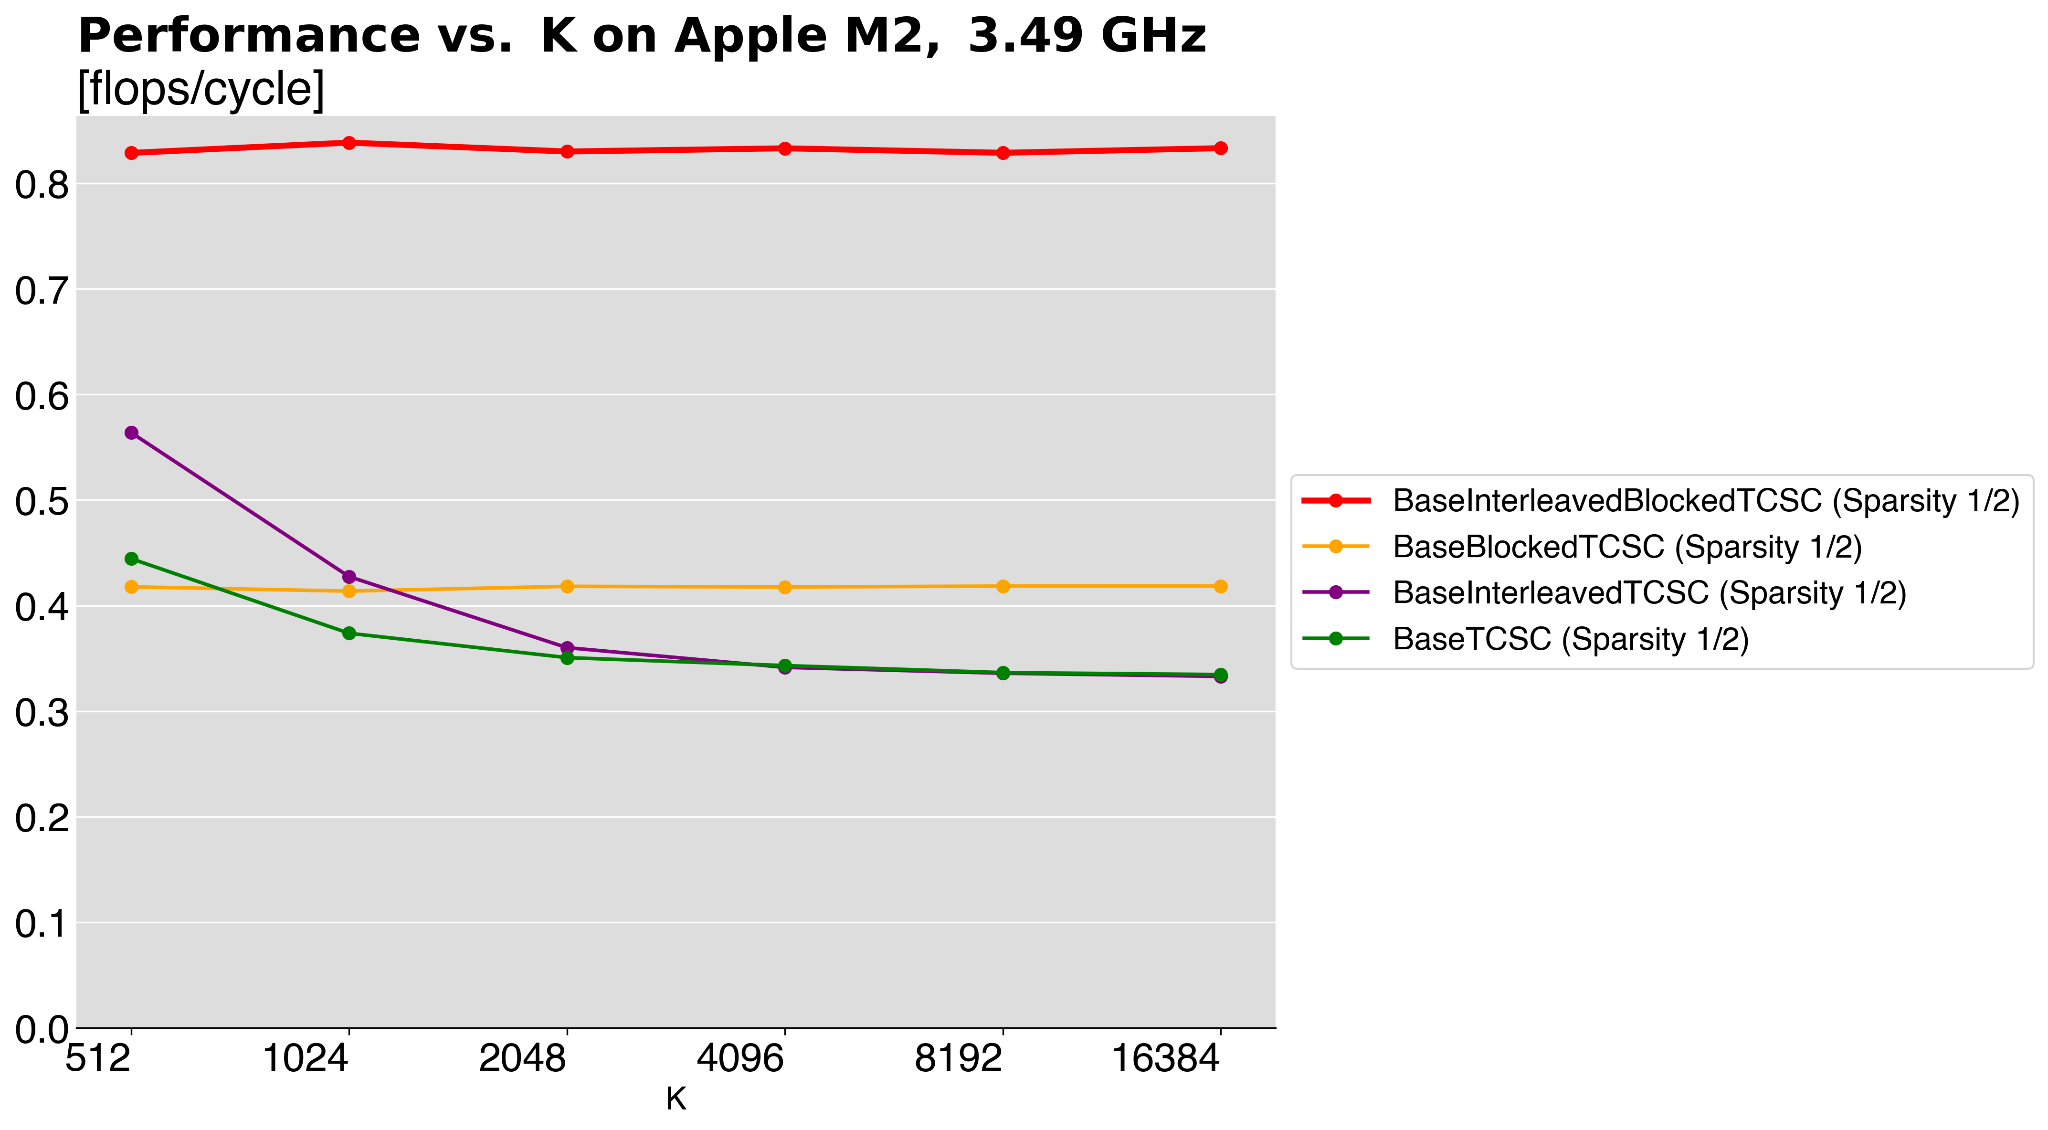 Performance vs. K on Apple M2, 3.49 GHz
[flops/cycle]
0.8
0.7
0.6
0.5
0.4
0.3
0.2
0.1
0.0
512 1024 2048 4096 8192 16384
K
BaseInterleavedBlockedTCSC (Sparsity 1/2)
BaseBlockedTCSC (Sparsity 1/2)
BaseInterleavedTCSC (Sparsity 1/2)
BaseTCSC (Sparsity 1/2)